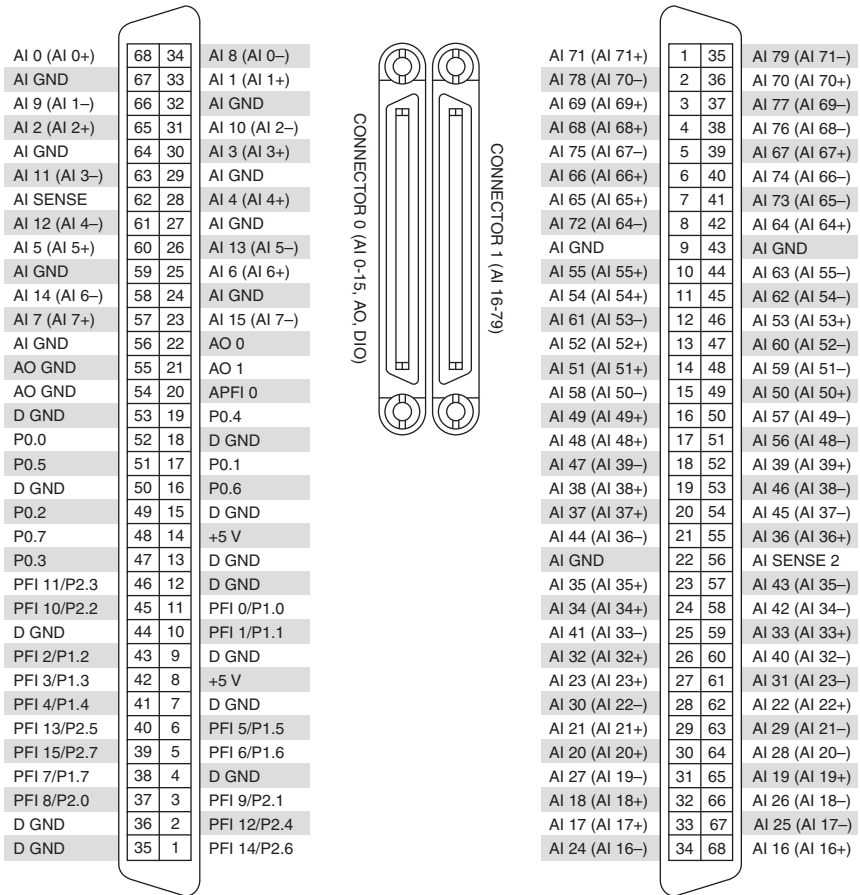 AI 0 (AI 0+) 68 34 AI 8 (AI 0–)
AI GND 67 33 AI 1 (AI 1+)
AI 9 (AI 1–) 66 32 AI GND
AI 2 (AI 2+) 65 31 AI 10 (AI 2–)
AI GND 64 30 AI 3 (AI 3+)
AI 11 (AI 3–) 63 29 AI GND
AI SENSE 62 28 AI 4 (AI 4+)
AI 12 (AI 4–) 61 27 AI GND
AI 5 (AI 5+) 60 26 AI 13 (AI 5–)
AI GND 59 25 AI 6 (AI 6+)
AI 14 (AI 6–) 58 24 AI GND
AI 7 (AI 7+) 57 23 AI 15 (AI 7–)
AI GND 56 22 AO 0
AO GND 55 21 AO 1
AO GND 54 20 APFI 0
D GND 53 19 P0.4
P0.0 52 18 D GND
P0.5 51 17 P0.1
D GND 50 16 P0.6
P0.2 49 15 D GND
P0.7 48 14 +5 V
P0.3 47 13 D GND
PFI 11/P2.3 46 12 D GND
PFI 10/P2.2 45 11 PFI 0/P1.0
D GND 44 10 PFI 1/P1.1
PFI 2/P1.2 43 9 D GND
PFI 3/P1.3 42 8 +5 V
PFI 4/P1.4 41 7 D GND
PFI 13/P2.5 40 6 PFI 5/P1.5
PFI 15/P2.7 39 5 PFI 6/P1.6
PFI 7/P1.7 38 4 D GND
PFI 8/P2.0 37 3 PFI 9/P2.1
D GND 36 2 PFI 12/P2.4
D GND 35 1 PFI 14/P2.6
CONNECTOR 0 (AI 0-15, AO, DIO)
CONNECTOR 1 (AI 16-79)
AI 71 (AI 71+) 1 35 AI 79 (AI 71–)
AI 78 (AI 70–) 2 36 AI 70 (AI 70+)
AI 69 (AI 69+) 3 37 AI 77 (AI 69–)
AI 68 (AI 68+) 4 38 AI 76 (AI 68–)
AI 75 (AI 67–) 5 39 AI 67 (AI 67+)
AI 66 (AI 66+) 6 40 AI 74 (AI 66–)
AI 65 (AI 65+) 7 41 AI 73 (AI 65–)
AI 72 (AI 64–) 8 42 AI 64 (AI 64+)
AI GND 9 43 AI GND
AI 55 (AI 55+) 10 44 AI 63 (AI 55–)
AI 54 (AI 54+) 11 45 AI 62 (AI 54–)
AI 61 (AI 53–) 12 46 AI 53 (AI 53+)
AI 52 (AI 52+) 13 47 AI 60 (AI 52–)
AI 51 (AI 51+) 14 48 AI 59 (AI 51–)
AI 58 (AI 50–) 15 49 AI 50 (AI 50+)
AI 49 (AI 49+) 16 50 AI 57 (AI 49–)
AI 48 (AI 48+) 17 51 AI 56 (AI 48–)
AI 47 (AI 39–) 18 52 AI 39 (AI 39+)
AI 38 (AI 38+) 19 53 AI 46 (AI 38–)
AI 37 (AI 37+) 20 54 AI 45 (AI 37–)
AI 44 (AI 36–) 21 55 AI 36 (AI 36+)
AI GND 22 56 AI SENSE 2
AI 35 (AI 35+) 23 57 AI 43 (AI 35–)
AI 34 (AI 34+) 24 58 AI 42 (AI 34–)
AI 41 (AI 33–) 25 59 AI 33 (AI 33+)
AI 32 (AI 32+) 26 60 AI 40 (AI 32–)
AI 23 (AI 23+) 27 61 AI 31 (AI 23–)
AI 30 (AI 22–) 28 62 AI 22 (AI 22+)
AI 21 (AI 21+) 29 63 AI 29 (AI 21–)
AI 20 (AI 20+) 30 64 AI 28 (AI 20–)
AI 27 (AI 19–) 31 65 AI 19 (AI 19+)
AI 18 (AI 18+) 32 66 AI 26 (AI 18–)
AI 17 (AI 17+) 33 67 AI 25 (AI 17–)
AI 24 (AI 16–) 34 68 AI 16 (AI 16+)